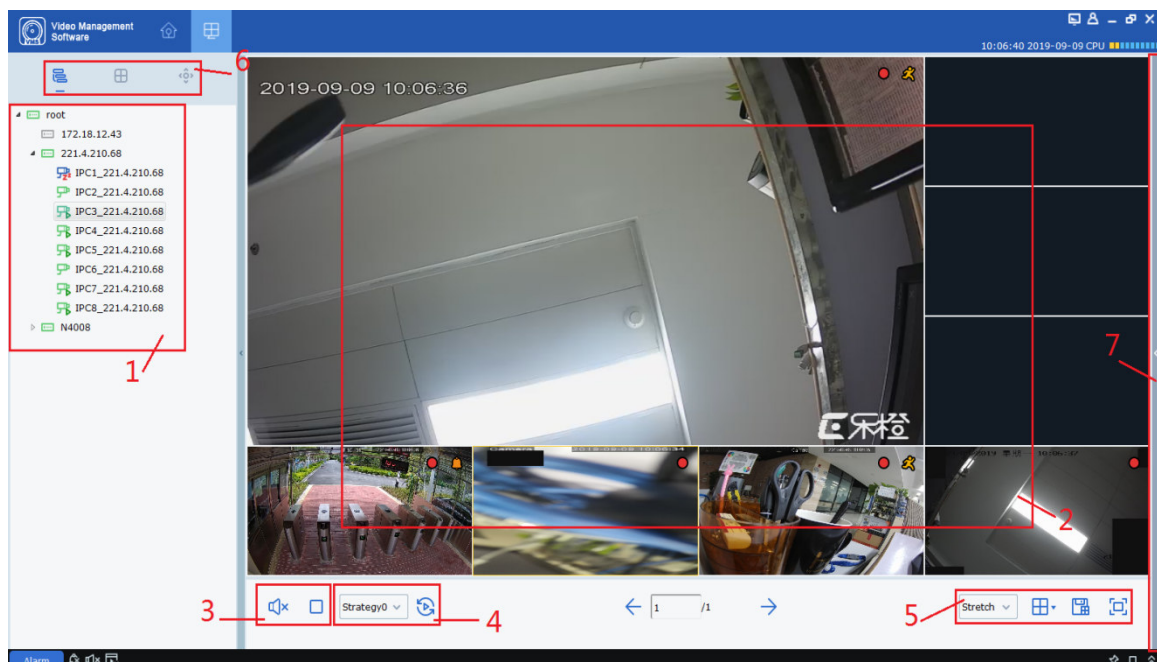 Video Management
Software
10:06:40 2019-09-09 CPU
6
2019-09-09 10:06:36
root
172.18.12.43
221.4.210.68
IPC1_221.4.210.68
IPC2_221.4.210.68
IPC3_221.4.210.68
IPC4_221.4.210.68
IPC5_221.4.210.68
IPC6_221.4.210.68
IPC7_221.4.210.68
IPC8_221.4.210.68
N4008
1
7
乐橙
2
3
Strategy0
4
1 /1
5
Stretch
Alarm